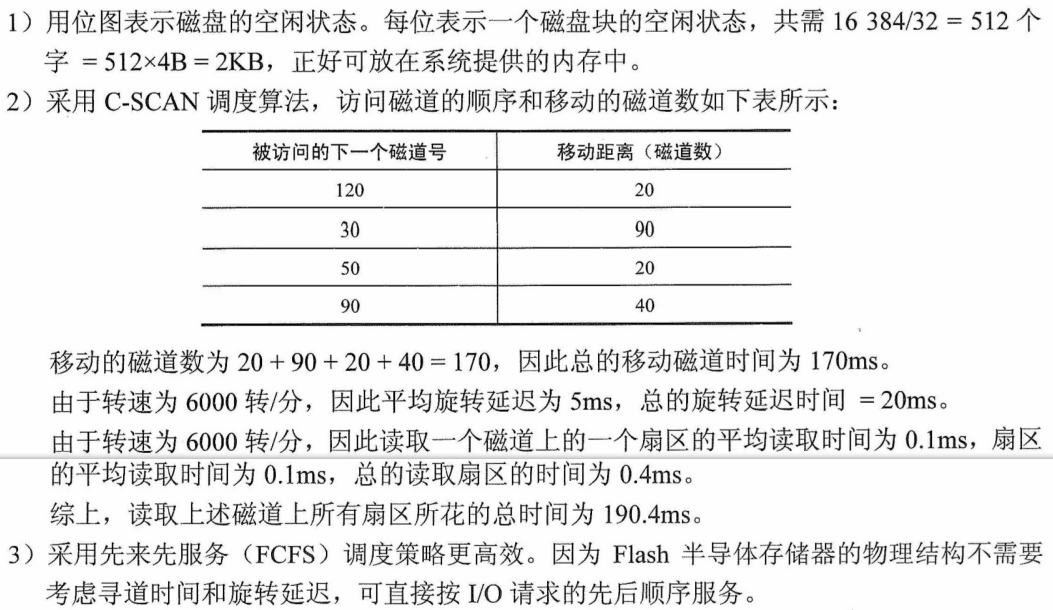 1）用位图表示磁盘的空闲状态。每位表示一个磁盘块的空闲状态，共需 16 384/32 = 512 个
字 = 512×4B = 2KB，正好可放在系统提供的内存中。
2）采用 C-SCAN 调度算法，访问磁道的顺序和移动的磁道数如下表所示：
被访问的下一个磁道号 移动距离（磁道数）
120 20
30 90
50 20
90 40
移动的磁道数为 20 + 90 + 20 + 40 = 170，因此总的移动磁道时间为 170ms。
由于转速为 6000 转/分，因此平均旋转延迟为 5ms，总的旋转延迟时间 = 20ms。
由于转速为 6000 转/分，因此读取一个磁道上的一个扇区的平均读取时间为 0.1ms，扇区
的平均读取时间为 0.1ms，总的读取扇区的时间为 0.4ms。
综上，读取上述磁道上所有扇区所花的总时间为 190.4ms。
3）采用先来先服务（FCFS）调度策略更高效。因为 Flash 半导体存储器的物理结构不需要
考虑寻道时间和旋转延迟，可直接按 I/O 请求的先后顺序服务。